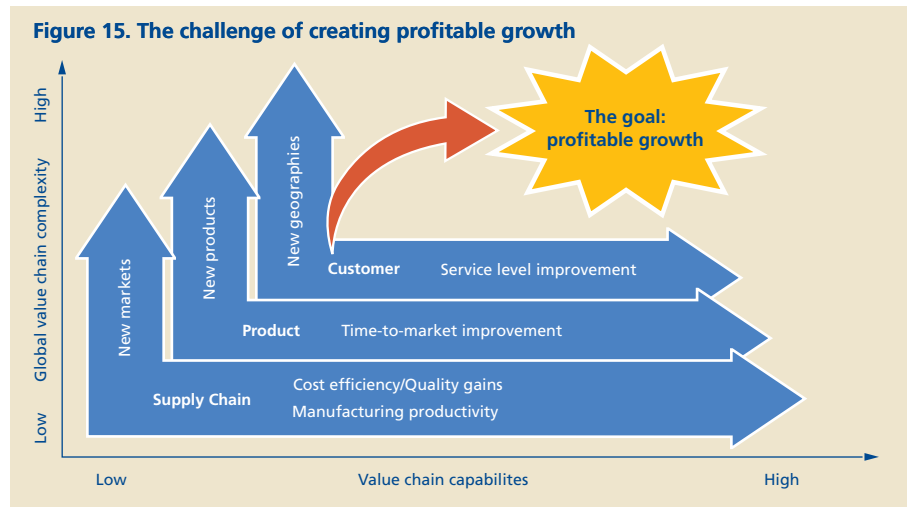 Figure 15. The challenge of creating profitable growth
High
Global value chain complexity
Low
New markets
New products
New geographies
The goal:
profitable growth
Customer Service level improvement
Product Time-to-market improvement
Supply Chain
Cost efficiency/Quality gains
Manufacturing productivity
Low Value chain capabilites High